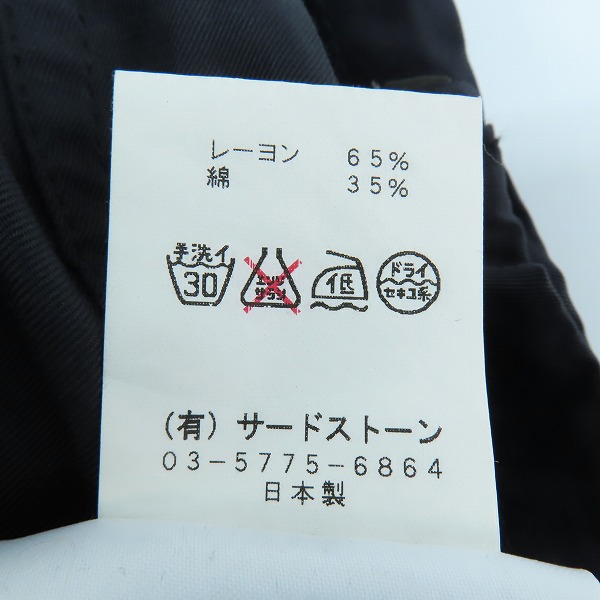 レーヨン 65%
綿 35%
手洗イ 30 エンソサラシ 低 ドライ セキユ系
(有) サードストーン
03-5775-6864
日本製